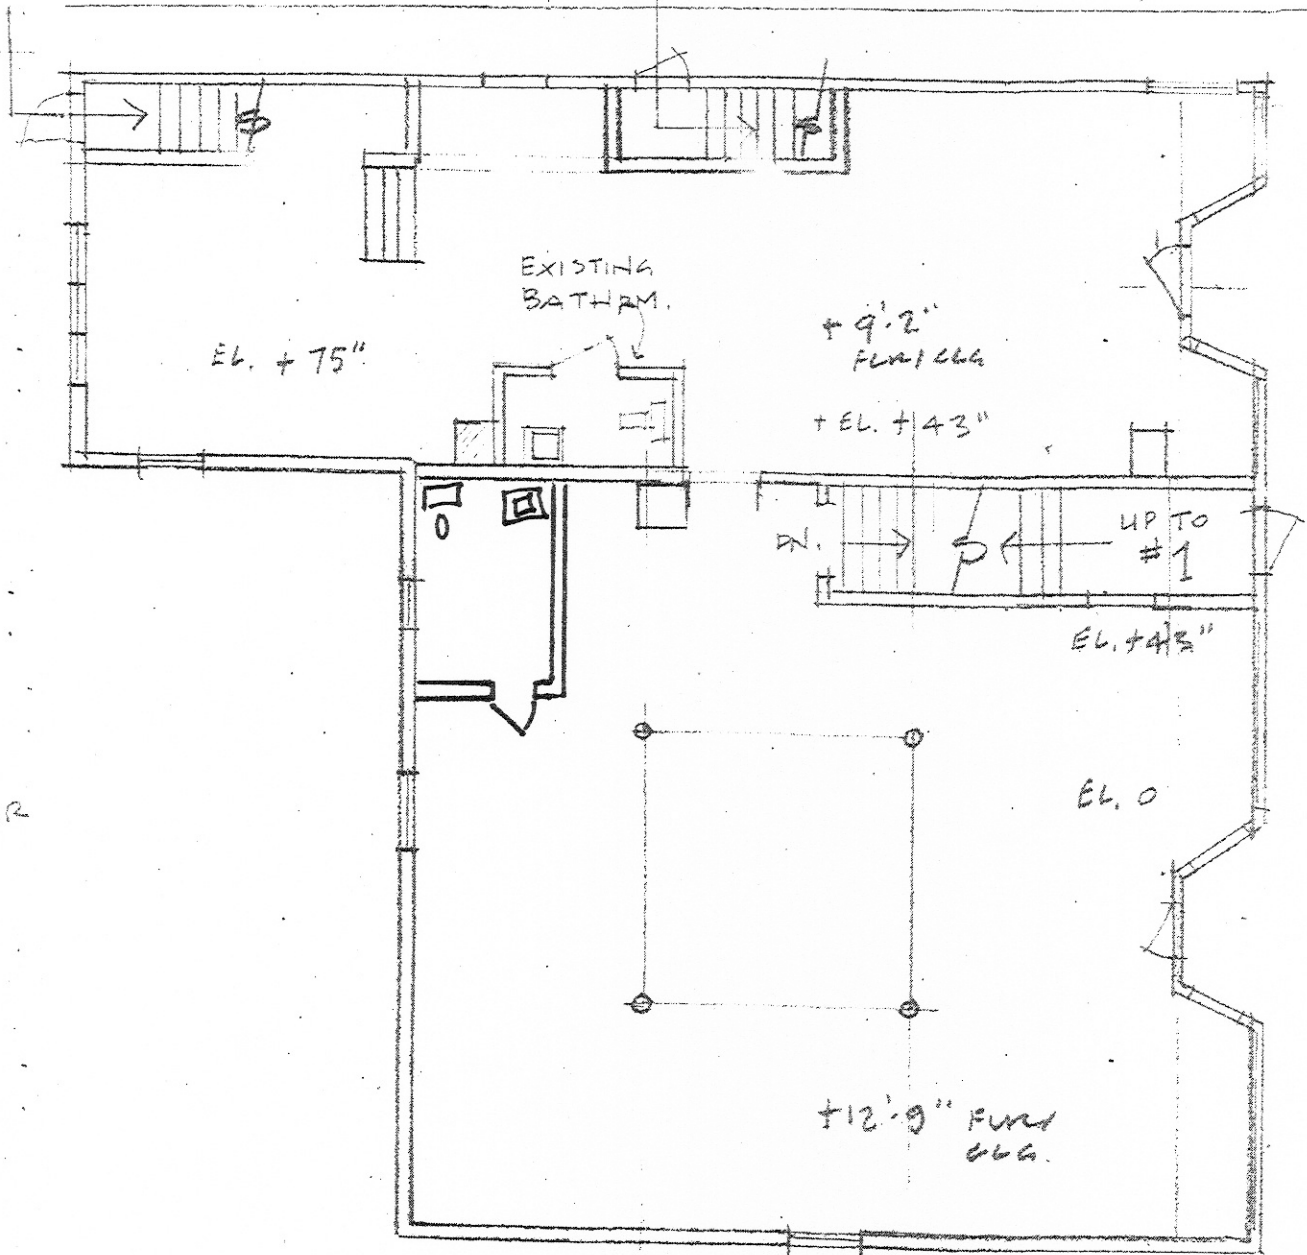 EXISTING
BATHRM.
EL. + 75"
+ 9'-2"
FLR/CLG
+ EL. +43"
DN.
UP TO
#1
EL. +43"
EL. 0
+12'-9" FLR/
CLG.
R